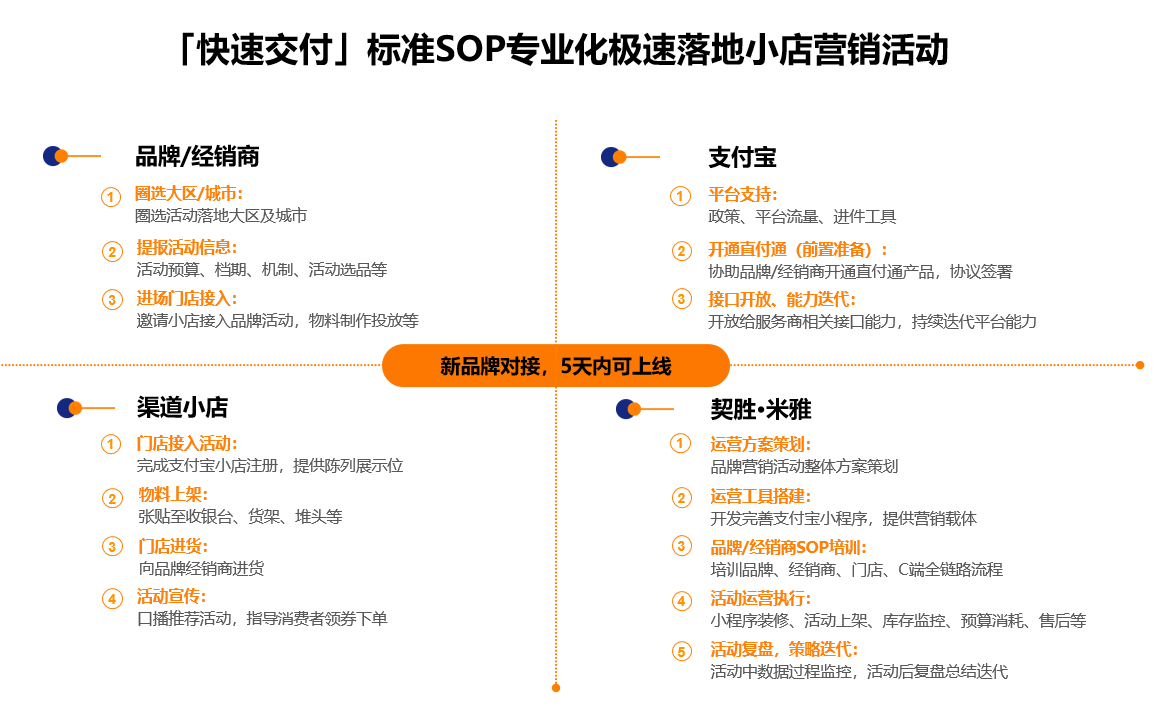 「快速交付」标准SOP专业化极速落地小店营销活动
品牌/经销商
1 圈选大区/城市：
圈选活动落地大区及城市
2 提报活动信息：
活动预算、档期、机制、活动选品等
3 进场门店接入：
邀请小店接入品牌活动，物料制作投放等
支付宝
1 平台支持：
政策、平台流量、进件工具
2 开通直付通（前置准备）：
协助品牌/经销商开通直付通产品，协议签署
3 接口开放、能力迭代：
开放给服务商相关接口能力，持续迭代平台能力
新品牌对接，5天内可上线
渠道小店
1 门店接入活动：
完成支付宝小店注册，提供陈列展示位
2 物料上架：
张贴至收银台、货架、堆头等
3 门店进货：
向品牌经销商进货
4 活动宣传：
口播推荐活动，指导消费者领券下单
契胜·米雅
1 运营方案策划：
品牌营销活动整体方案策划
2 运营工具搭建：
开发完善支付宝小程序，提供营销载体
3 品牌/经销商SOP培训：
培训品牌、经销商、门店、C端全链路流程
4 活动运营执行：
小程序装修、活动上架、库存监控、预算消耗、售后等
5 活动复盘，策略迭代：
活动中数据过程监控，活动后复盘总结迭代